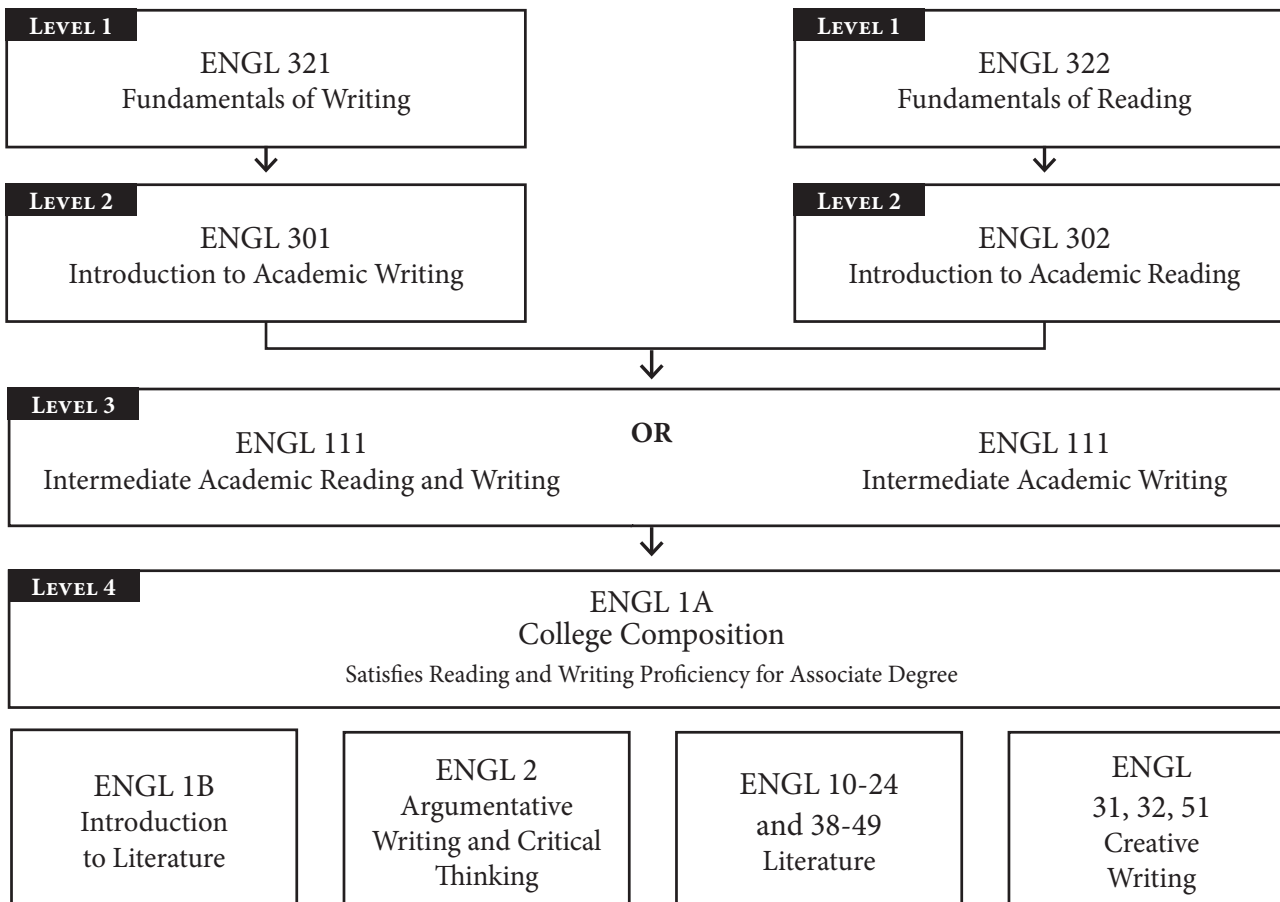 LEVEL 1
ENGL 321
Fundamentals of Writing
LEVEL 1
ENGL 322
Fundamentals of Reading
LEVEL 2
ENGL 301
Introduction to Academic Writing
LEVEL 2
ENGL 302
Introduction to Academic Reading
LEVEL 3
ENGL 111
Intermediate Academic Reading and Writing
OR
ENGL 111
Intermediate Academic Writing
LEVEL 4
ENGL 1A
College Composition
Satisfies Reading and Writing Proficiency for Associate Degree
ENGL 1B
Introduction
to Literature
ENGL 2
Argumentative
Writing and Critical
Thinking
ENGL 10-24
and 38-49
Literature
ENGL
31, 32, 51
Creative
Writing